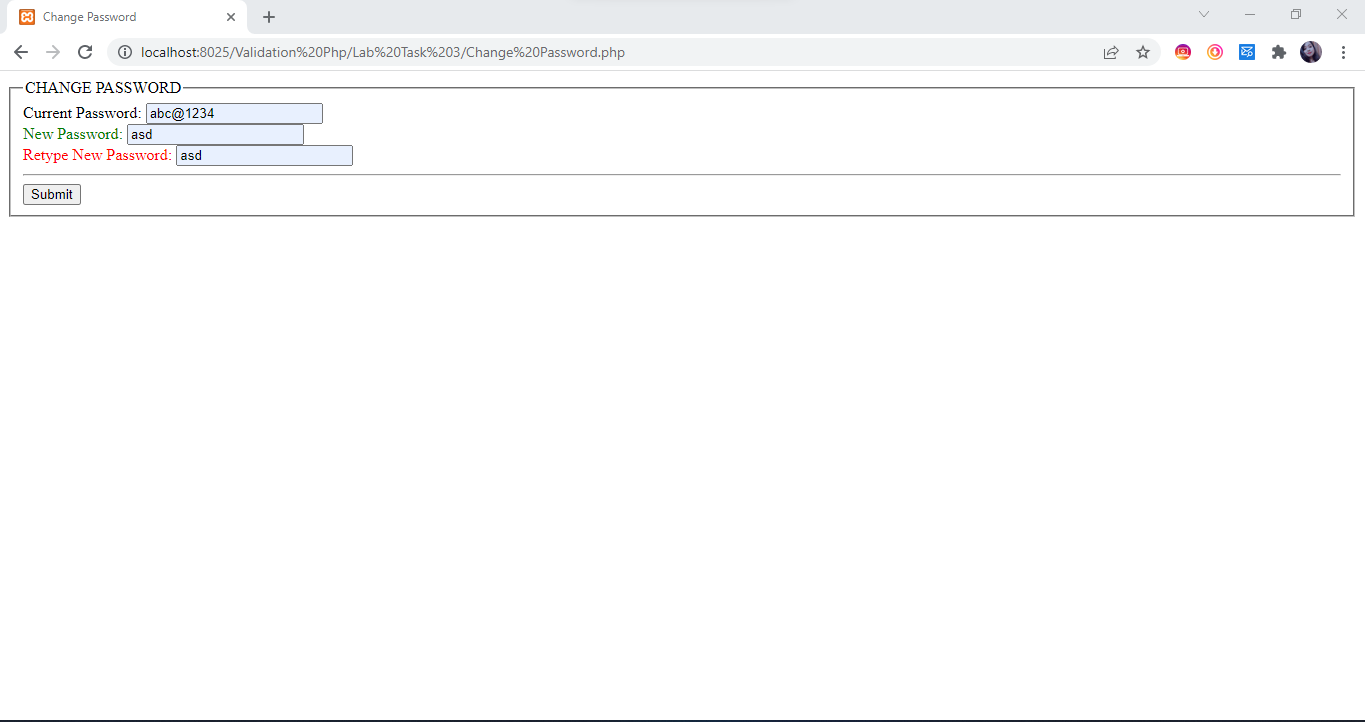 Change Password
localhost:8025/Validation%20Php/Lab%20Task%203/Change%20Password.php
CHANGE PASSWORD
Current Password: abc@1234
New Password: asd
Retype New Password: asd
Submit